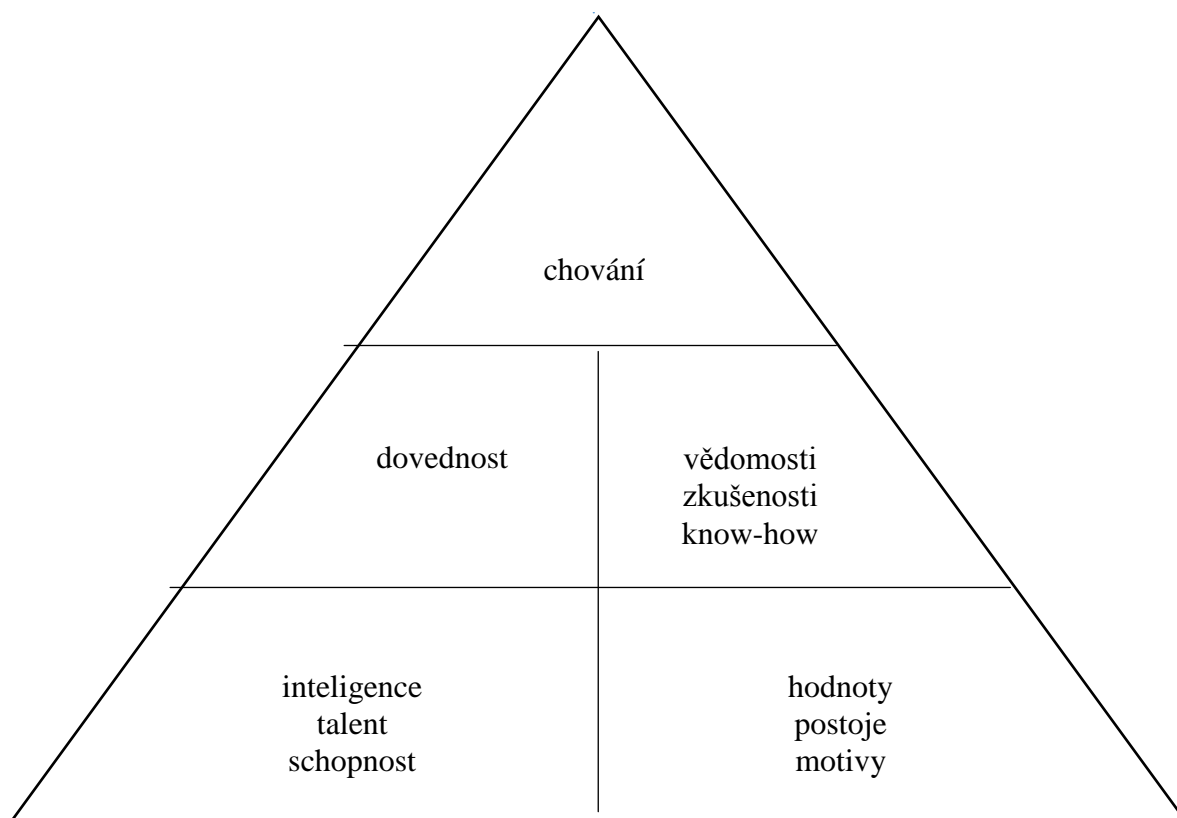 chování
dovednost
vědomosti
zkušenosti
know-how
inteligence
talent
schopnost
hodnoty
postoje
motivy